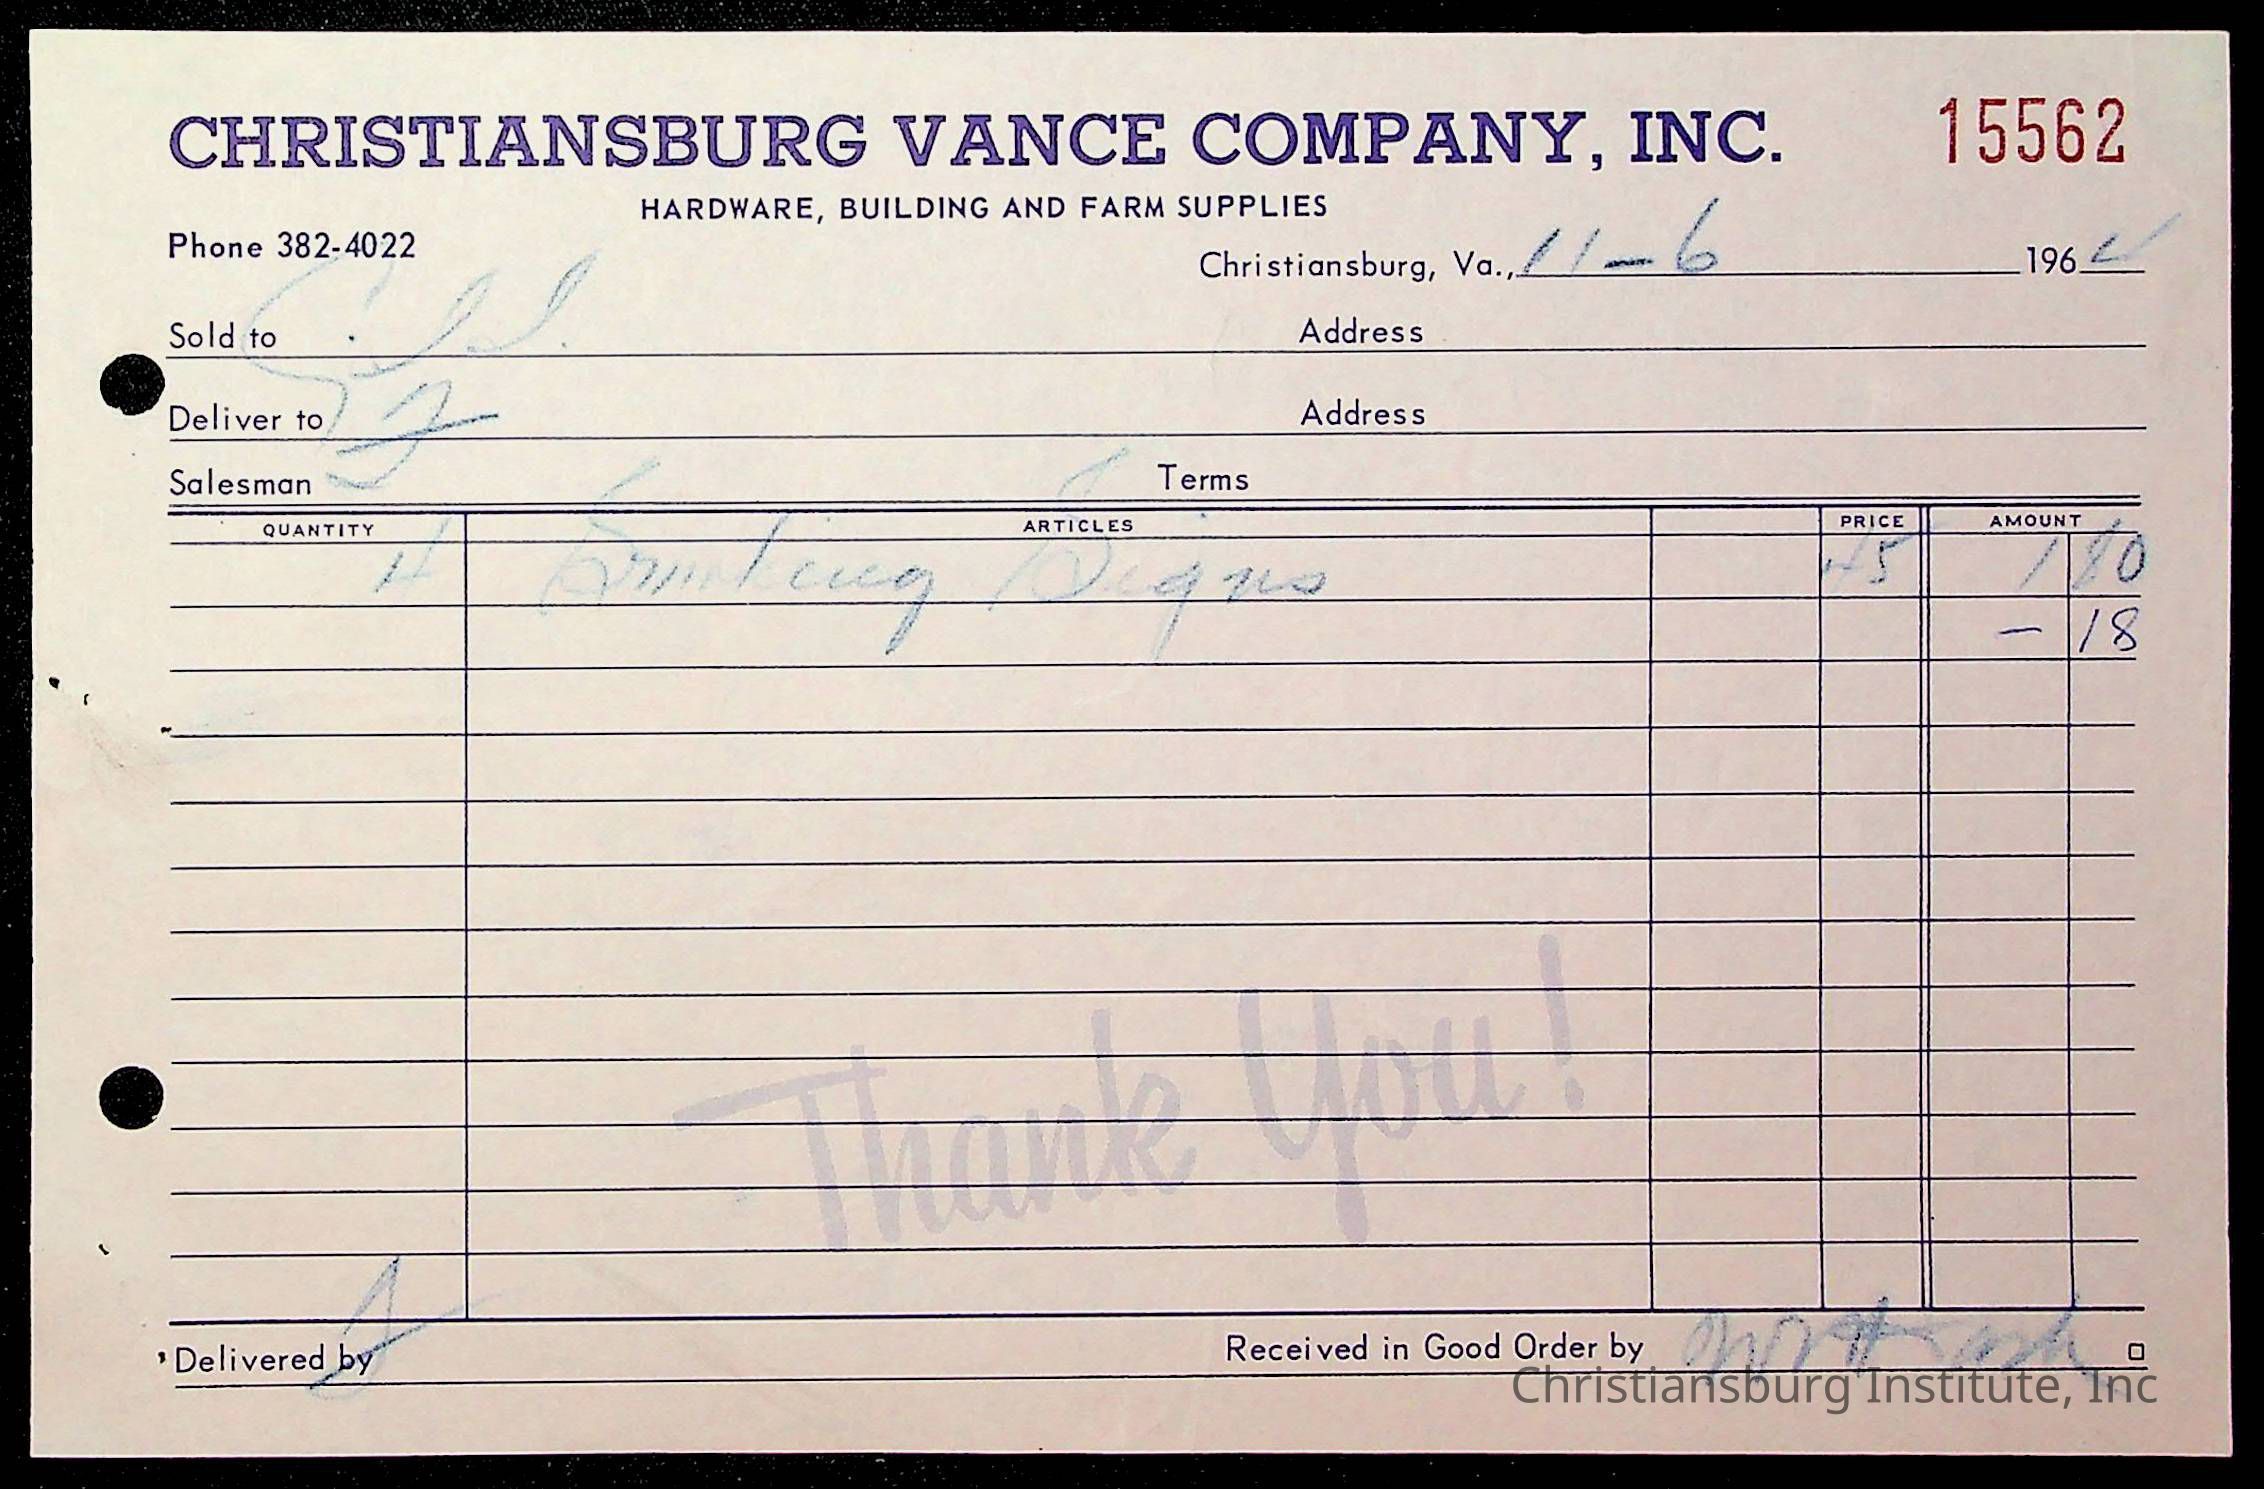 CHRISTIANSBURG VANCE COMPANY, INC. 15562
HARDWARE, BUILDING AND FARM SUPPLIES
Phone 382-4022
Christiansburg, Va., 11-6 196
Sold to Address
Deliver to Address
Salesman Terms
QUANTITY ARTICLES PRICE AMOUNT
4 Smoking Signs 45 1 80
- 18
Thank You!
Delivered by Received in Good Order by
Christiansburg Institute, Inc